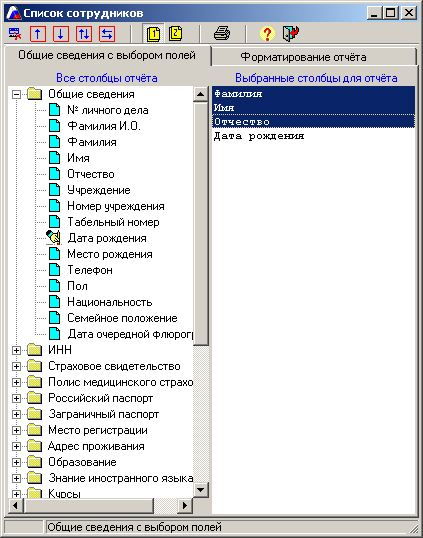 Список сотрудников
1
2
?
Общие сведения с выбором полей
Форматирование отчёта
Все столбцы отчёта
Выбранные столбцы для отчёта
Общие сведения
№ личного дела
Фамилия И.О.
Фамилия
Имя
Отчество
Учреждение
Номер учреждения
Табельный номер
Дата рождения
Место рождения
Телефон
Пол
Национальность
Семейное положение
Дата очередной флюорог
ИНН
Страховое свидетельство
Полис медицинского страхо
Российский паспорт
Заграничный паспорт
Место регистрации
Адрес проживания
Образование
Знание иностранного языка
Курсы
Фамилия
Имя
Отчество
Дата рождения
Общие сведения с выбором полей